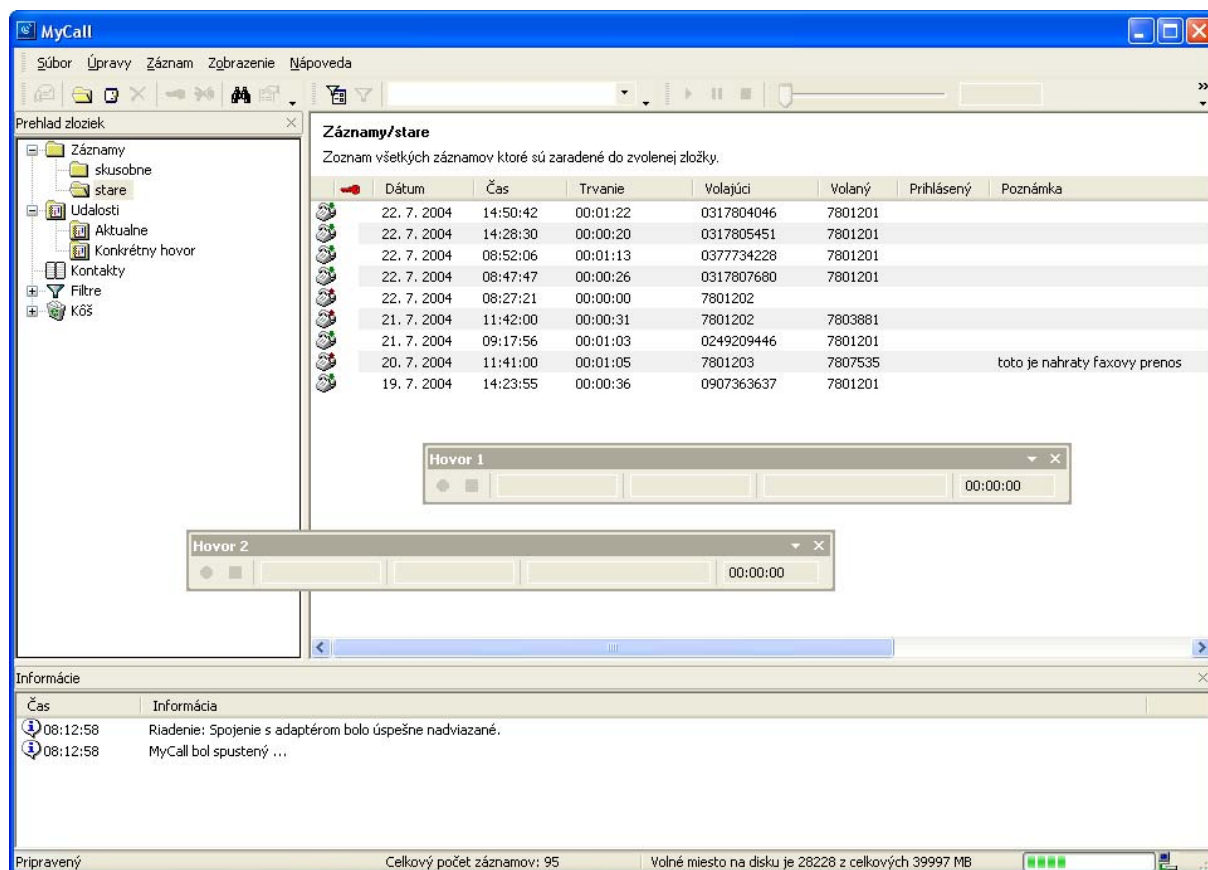 MyCall
Súbor Úpravy Záznam Zobrazenie Nápoveda
Prehlad zloziek
Záznamy
skusobne
stare
Udalosti
Aktualne
Konkrétny hovor
Kontakty
Filtre
Kôš
Záznamy/stare
Zoznam všetkých záznamov ktoré sú zaradené do zvolenej zložky.
Dátum Čas Trvanie Volajúci Volaný Prihlásený Poznámka
22. 7. 2004 14:50:42 00:01:22 0317804046 7801201
22. 7. 2004 14:28:30 00:00:20 0317805451 7801201
22. 7. 2004 08:52:06 00:01:13 0377734228 7801201
22. 7. 2004 08:47:47 00:00:26 0317807680 7801201
22. 7. 2004 08:27:21 00:00:00 7801202
21. 7. 2004 11:42:00 00:00:31 7801202 7803881
21. 7. 2004 09:17:56 00:01:03 0249209446 7801201
20. 7. 2004 11:41:00 00:01:05 7801203 7807535 toto je nahraty faxovy prenos
19. 7. 2004 14:23:55 00:00:36 0907363637 7801201
Hovor 1
00:00:00
Hovor 2
00:00:00
Informácie
Čas Informácia
08:12:58 Riadenie: Spojenie s adaptérom bolo úspešne nadviazané.
08:12:58 MyCall bol spustený ...
Pripravený Celkový počet záznamov: 95 Volné miesto na disku je 28228 z celkových 39997 MB